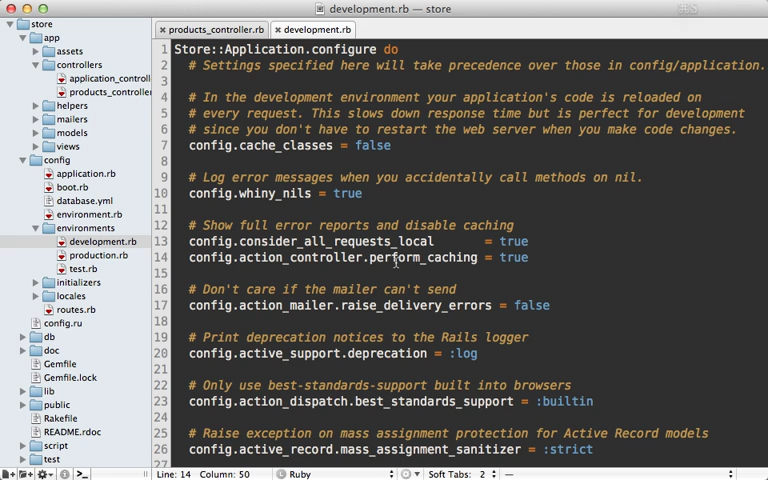 development.rb — store
⌘S
store
app
assets
controllers
application_controll
products_controller
helpers
mailers
models
views
config
application.rb
boot.rb
database.yml
environment.rb
environments
development.rb
production.rb
test.rb
initializers
locales
routes.rb
config.ru
db
doc
Gemfile
Gemfile.lock
lib
public
Rakefile
README.rdoc
script
test
products_controller.rb
development.rb
1 Store::Application.configure do
2 # Settings specified here will take precedence over those in config/application.
3
4 # In the development environment your application's code is reloaded on
5 # every request. This slows down response time but is perfect for development
6 # since you don't have to restart the web server when you make code changes.
7 config.cache_classes = false
8
9 # Log error messages when you accidentally call methods on nil.
10 config.whiny_nils = true
11
12 # Show full error reports and disable caching
13 config.consider_all_requests_local       = true
14 config.action_controller.perform_caching = true
15
16 # Don't care if the mailer can't send
17 config.action_mailer.raise_delivery_errors = false
18
19 # Print deprecation notices to the Rails logger
20 config.active_support.deprecation = :log
21
22 # Only use best-standards-support built into browsers
23 config.action_dispatch.best_standards_support = :builtin
24
25 # Raise exception on mass assignment protection for Active Record models
26 config.active_record.mass_assignment_sanitizer = :strict
27
Line: 14 Column: 50 Ruby Soft Tabs: 2 —